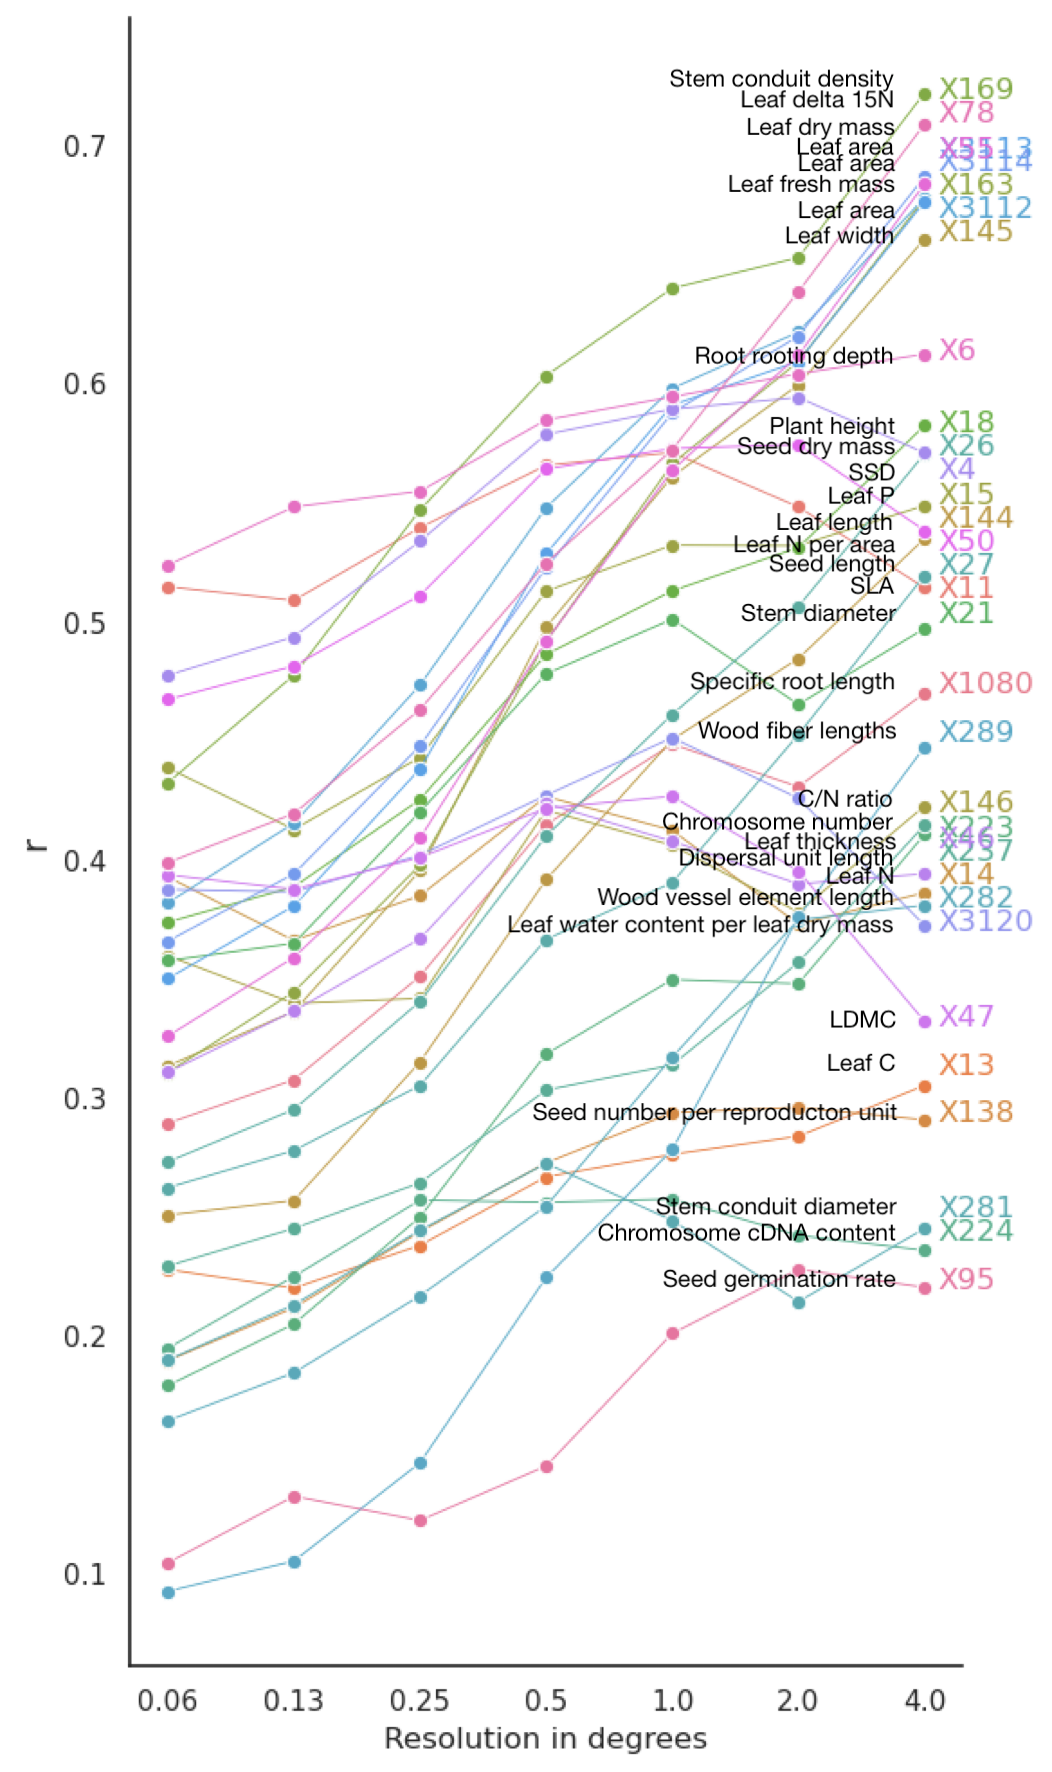 Stem conduit density X169
Leaf delta 15N X78
Leaf dry mass
Leaf area X3113
Leaf area X3114
Leaf fresh mass X163
Leaf area X3112
Leaf width X145
0.7
Root rooting depth X6
0.6
Plant height X18
Seed dry mass X26
SSD X4
Leaf P X15
Leaf length X144
Leaf N per area X50
Seed length X27
SLA X11
Stem diameter X21
0.5
Specific root length X1080
Wood fiber lengths X289
C/N ratio X146
Chromosome number X223
Leaf thickness X46
Dispersal unit length X237
Leaf N X14
Wood vessel element length X282
Leaf water content per leaf dry mass X3120
0.4
r
LDMC X47
Leaf C X13
Seed number per reproducton unit X138
0.3
Stem conduit diameter X281
Chromosome cDNA content X224
Seed germination rate X95
0.2
0.1
0.06 0.13 0.25 0.5 1.0 2.0 4.0
Resolution in degrees